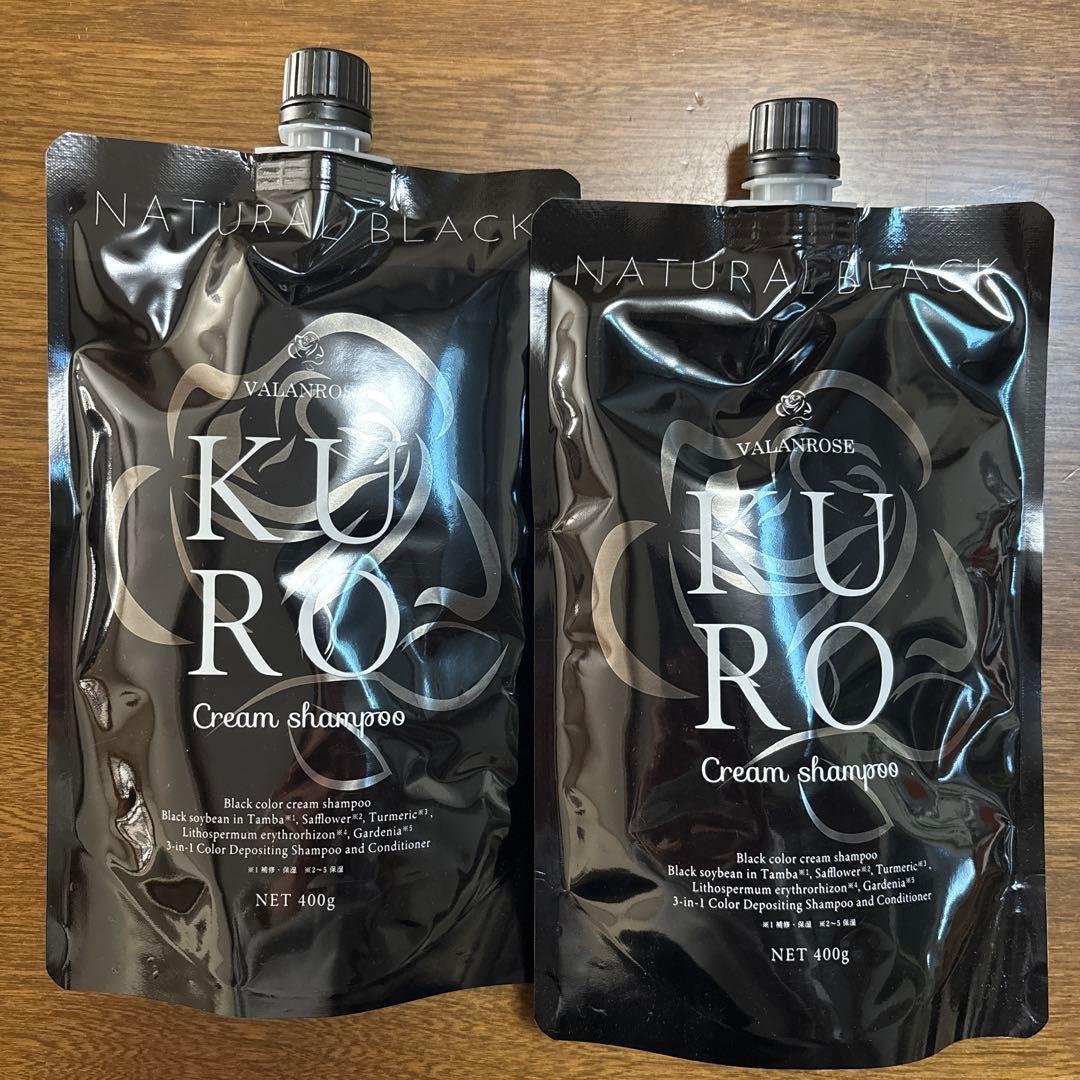 NATURAL BLACK
VALANROSE
KU
RO
Cream shampoo
Black color cream shampoo
Black soybean in Tamba※1, Safflower※2, Turmeric※3,
Lithospermum erythrorhizon※4, Gardenia※5
3-in-1 Color Depositing Shampoo and Conditioner
※1 補修・保湿 ※2~5 保湿
NET 400g
NATURAL BLACK
VALANROSE
KU
RO
Cream shampoo
Black color cream shampoo
Black soybean in Tamba※1, Safflower※2, Turmeric※3,
Lithospermum erythrorhizon※4, Gardenia※5
3-in-1 Color Depositing Shampoo and Conditioner
※1 補修・保湿 ※2~5 保湿
NET 400g